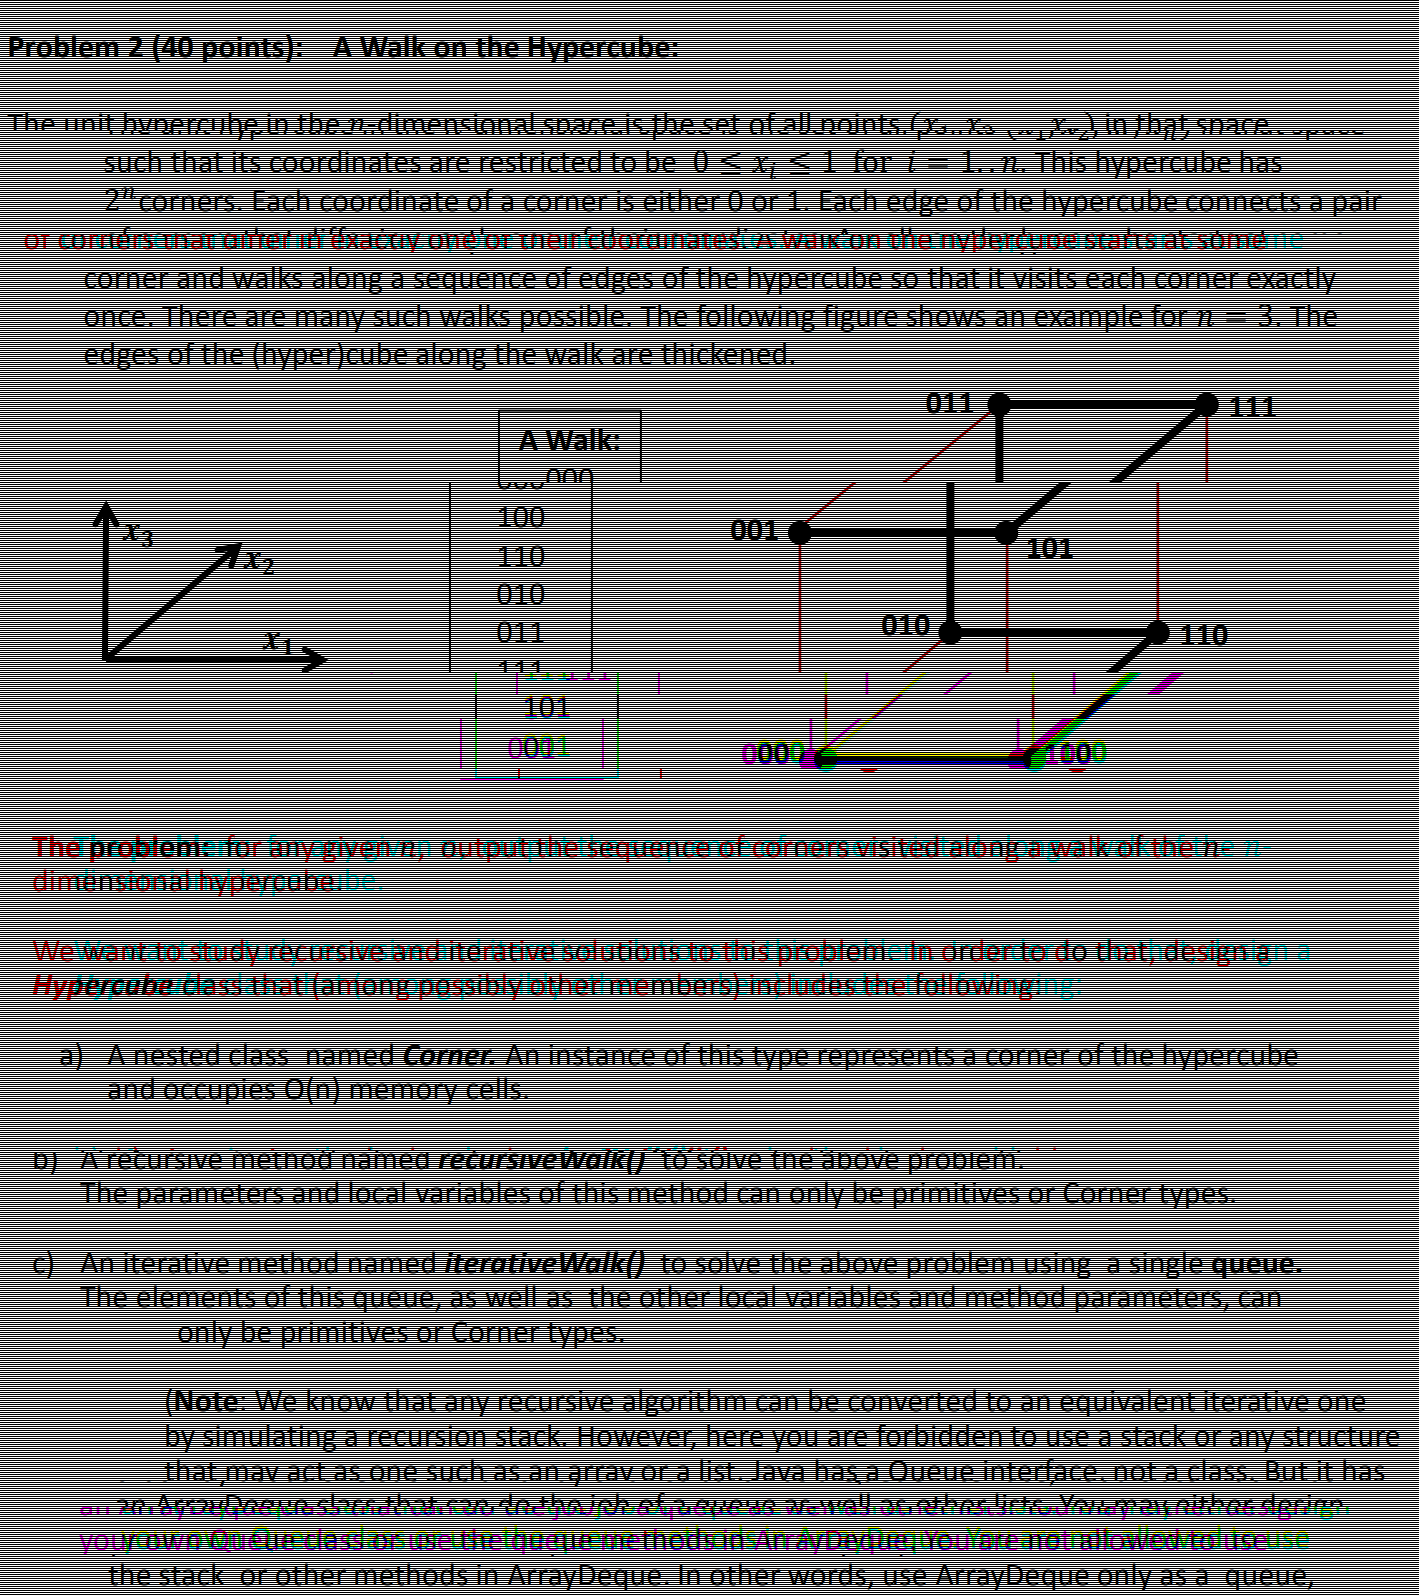 Problem 2 (40 points): A Walk on the Hypercube:
The unit hypercube in the n-dimensional space is the set of all points in that space
such that its coordinates are restricted to be 0 ≤ xᵢ ≤ 1 for i = 1..n. This hypercube has
2ⁿ corners. Each coordinate of a corner is either 0 or 1. Each edge of the hypercube connects a pair
of corners that differ in exactly one of their coordinates. A walk on the hypercube starts at some
corner and walks along a sequence of edges of the hypercube so that it visits each corner exactly
once. There are many such walks possible. The following figure shows an example for n = 3. The
edges of the (hyper)cube along the walk are thickened.
011 111
A Walk:
000
100
110
010
011
111
101
001
x₃
x₂
x₁
001 101
010 110
000 100
The problem: for any given n, output the sequence of corners visited along a walk of the n-
dimensional hypercube.
We want to study recursive and iterative solutions to this problem. In order to do that, design a
Hypercube class that (among possibly other members) includes the following:
a) A nested class named Corner. An instance of this type represents a corner of the hypercube
and occupies O(n) memory cells.
b) A recursive method named recursiveWalk() to solve the above problem.
The parameters and local variables of this method can only be primitives or Corner types.
c) An iterative method named iterativeWalk() to solve the above problem using a single queue.
The elements of this queue, as well as the other local variables and method parameters, can
only be primitives or Corner types.
(Note: We know that any recursive algorithm can be converted to an equivalent iterative one
by simulating a recursion stack. However, here you are forbidden to use a stack or any structure
that may act as one such as an array or a list. Java has a Queue interface, not a class. But it has
an ArrayDeque class that can do the job of a queue as well as other lists. You may either design
your own Queue class or use the queue methods in ArrayDeque. You are not allowed to use
the stack or other methods in ArrayDeque. In other words, use ArrayDeque only as a queue,